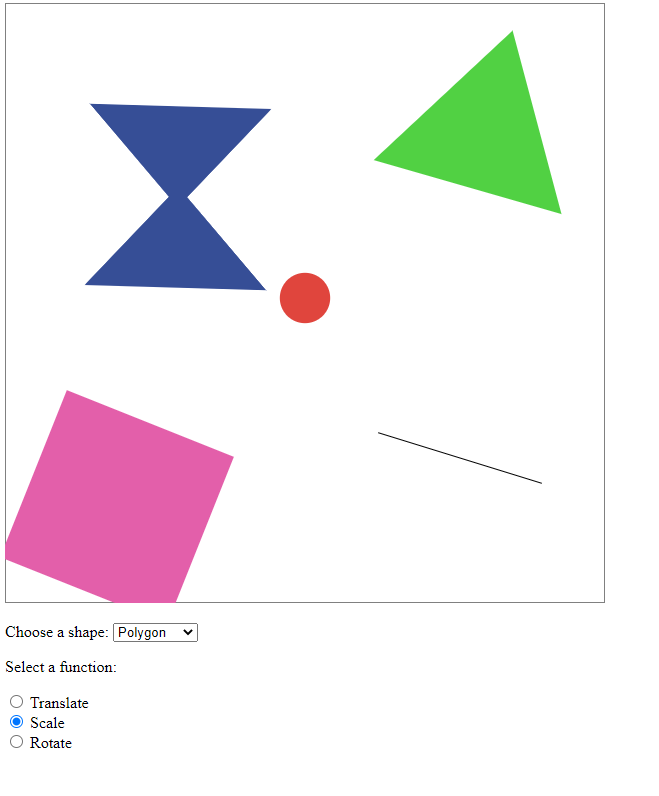 Choose a shape: Polygon
Select a function:
Translate
Scale
Rotate